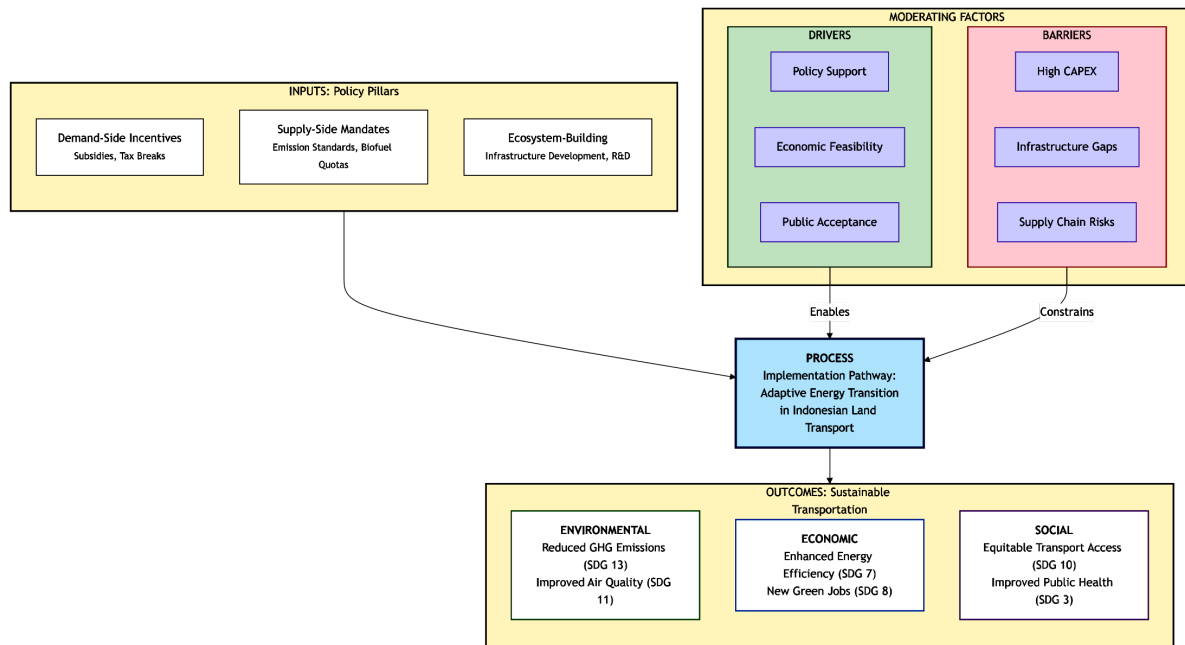 MODERATING FACTORS
DRIVERS
Policy Support
Economic Feasibility
Public Acceptance
BARRIERS
High CAPEX
Infrastructure Gaps
Supply Chain Risks
INPUTS: Policy Pillars
Demand-Side Incentives
Subsidies, Tax Breaks
Supply-Side Mandates
Emission Standards, Biofuel
Quotas
Ecosystem-Building
Infrastructure Development, R&D
Enables
Constrains
PROCESS
Implementation Pathway:
Adaptive Energy Transition
in Indonesian Land
Transport
OUTCOMES: Sustainable
Transportation
ENVIRONMENTAL
Reduced GHG Emissions
(SDG 13)
Improved Air Quality (SDG
11)
ECONOMIC
Enhanced Energy
Efficiency (SDG 7)
New Green Jobs (SDG 8)
SOCIAL
Equitable Transport Access
(SDG 10)
Improved Public Health
(SDG 3)